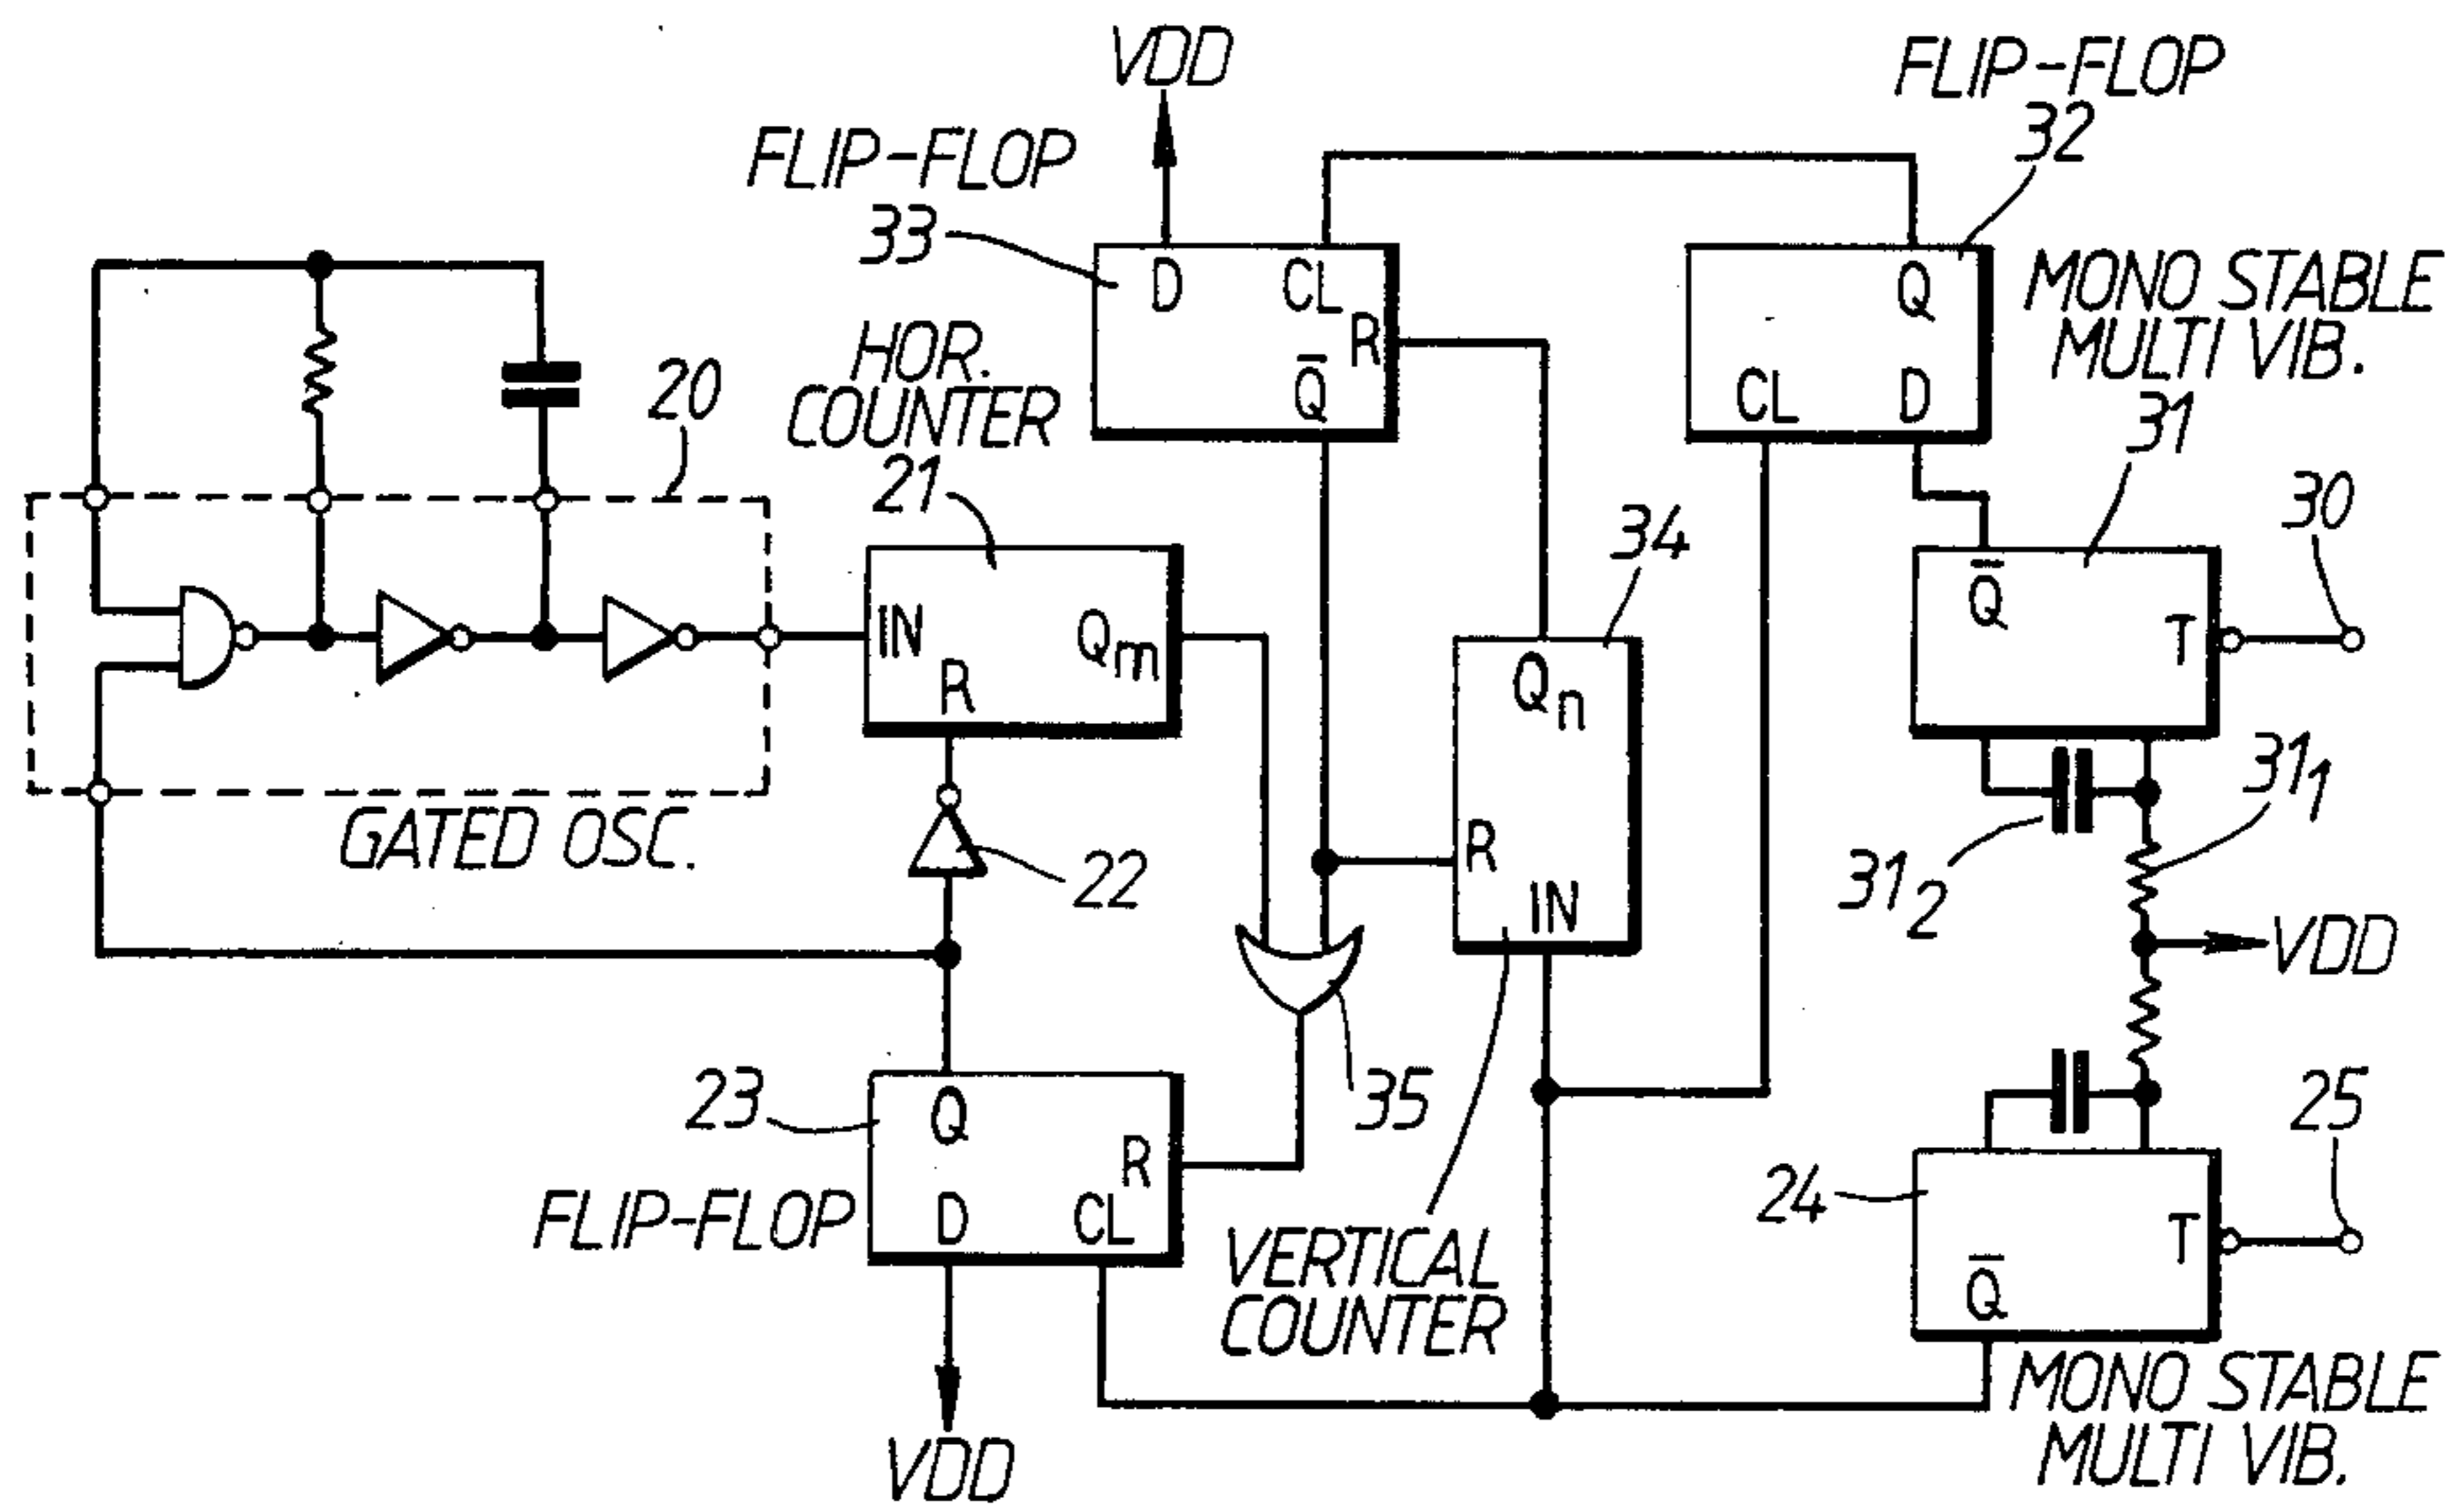 VDD
FLIP-FLOP
32
FLIP-FLOP
33
D
CL
R
Q̅
Q
CL
D
MONO STABLE
MULTI VIB.
31
HOR.
COUNTER
21
20
30
34
IN
R
Qm
Qn
R
IN
Q̅
T
31₁
31₂
GATED OSC.
22
VDD
23
Q
R
D
CL
FLIP-FLOP
35
25
24
T
Q̅
VERTICAL
COUNTER
MONO STABLE
MULTI VIB.
VDD